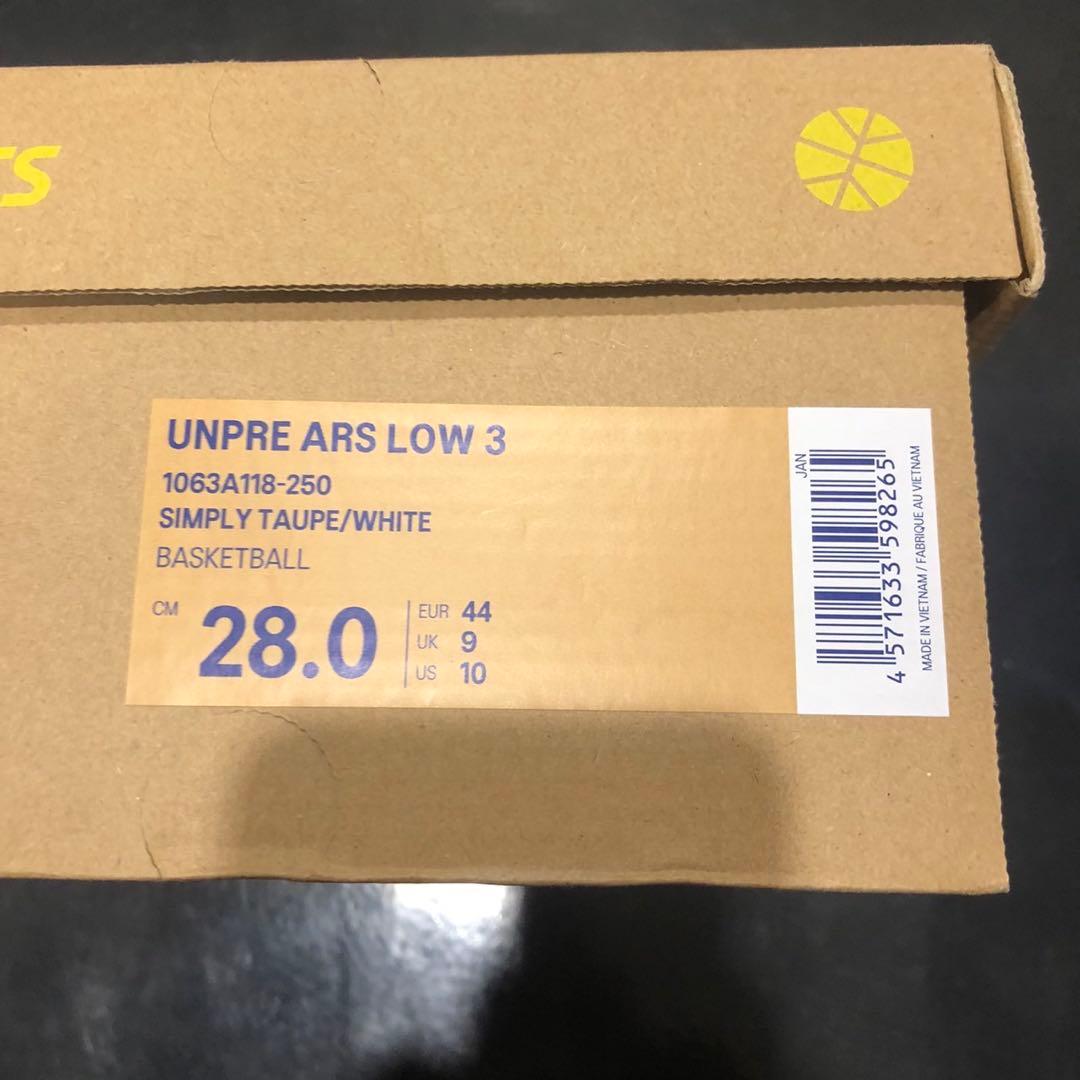 CS
UNPRE ARS LOW 3
1063A118-250
SIMPLY TAUPE/WHITE
BASKETBALL
CM 28.0
EUR 44
UK 9
US 10
JAN
4 571633 598265
MADE IN VIETNAM / FABRIQUE AU VIETNAM